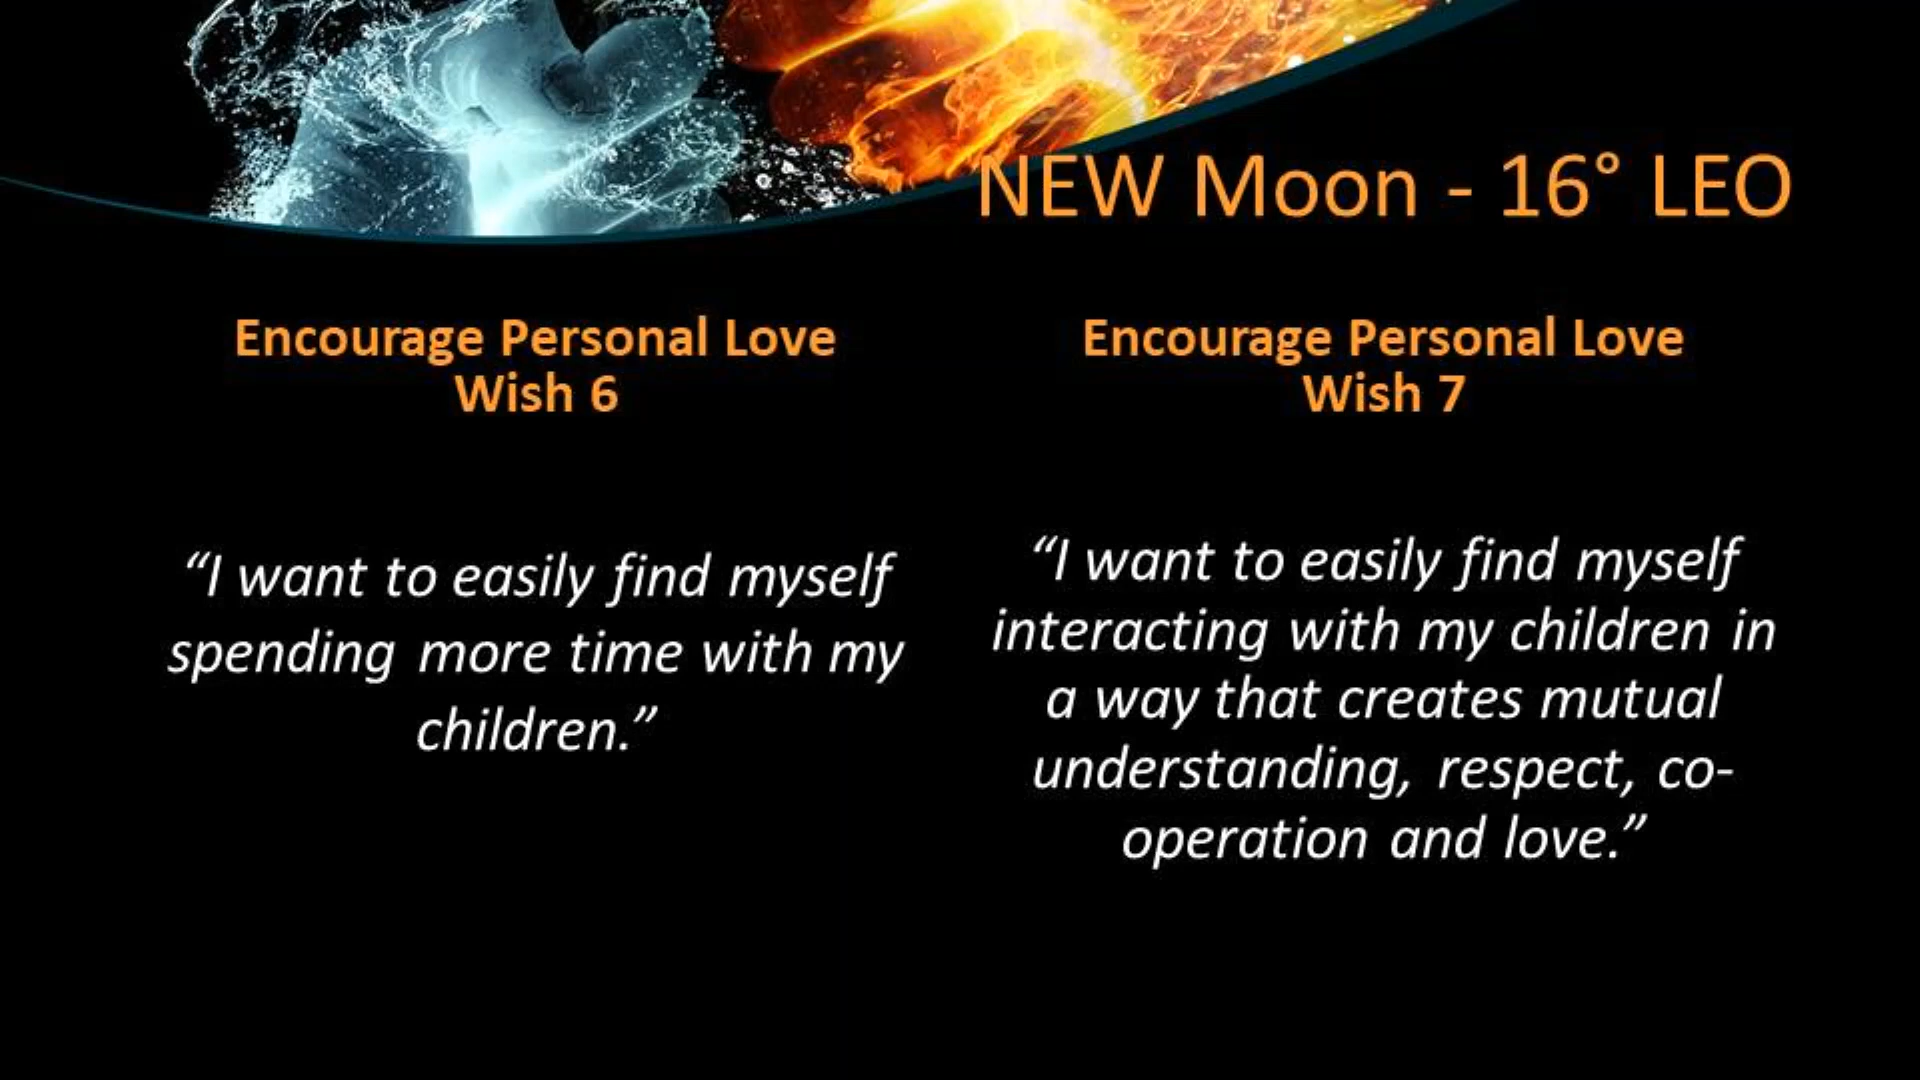 NEW Moon - 16° LEO
Encourage Personal Love
Wish 6
“I want to easily find myself
spending more time with my
children.”
Encourage Personal Love
Wish 7
“I want to easily find myself
interacting with my children in
a way that creates mutual
understanding, respect, co-
operation and love.”